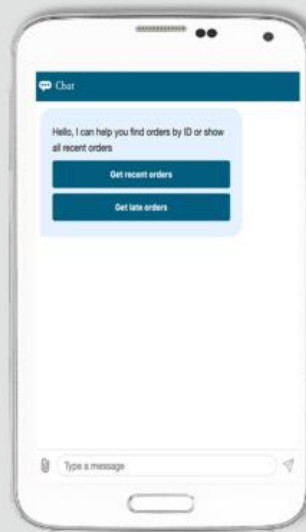 Chat
Hello, I can help you find orders by ID or show
all recent orders
Get recent orders
Get late orders
Type a message